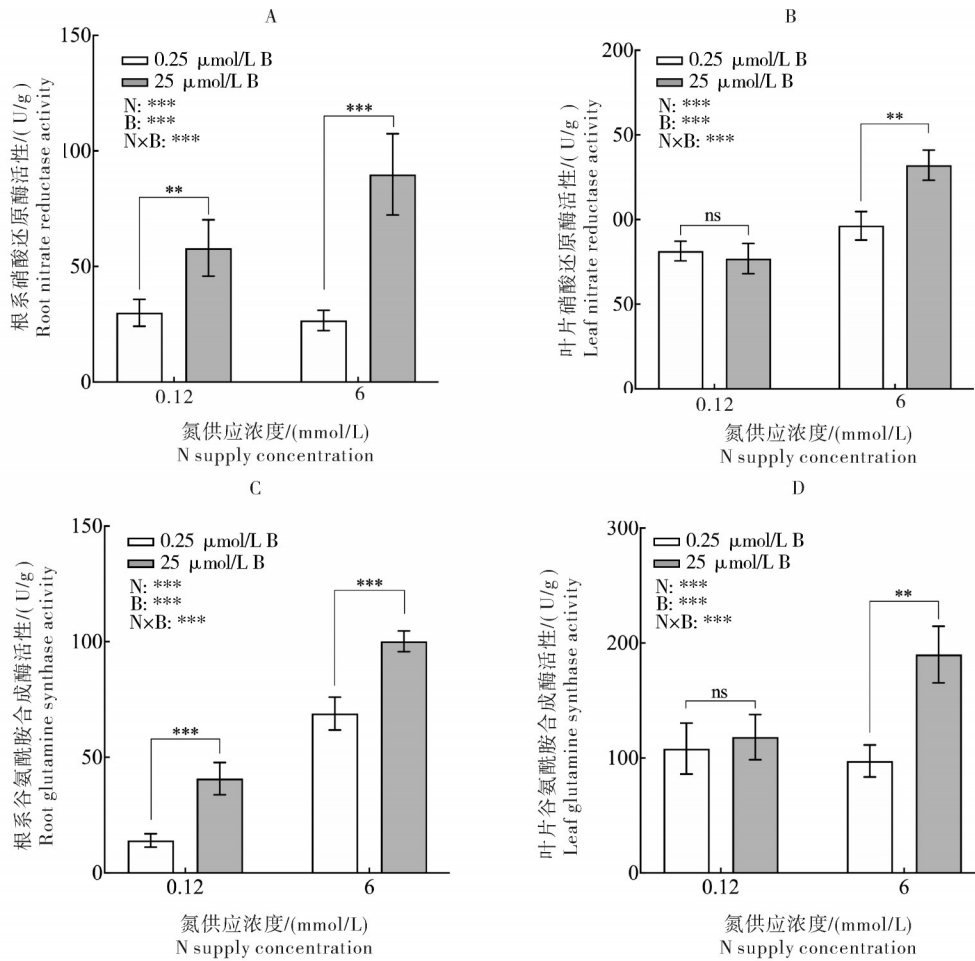 A
根系硝酸还原酶活性/(U/g)
Root nitrate reductase activity
150
100
50
0
0.25 μmol/L B
25 μmol/L B
N: ***
B: ***
N×B: ***
**
***
0.12
6
氮供应浓度/(mmol/L)
N supply concentration
B
叶片硝酸还原酶活性/(U/g)
Leaf nitrate reductase activity
200
50
00
50
0
0.25 μmol/L B
25 μmol/L B
N: ***
B: ***
N×B: ***
ns
**
0.12
6
氮供应浓度/(mmol/L)
N supply concentration
C
根系谷氨酰胺合成酶活性/(U/g)
Root glutamine synthase activity
150
100
50
0
0.25 μmol/L B
25 μmol/L B
N: ***
B: ***
N×B: ***
***
***
0.12
6
氮供应浓度/(mmol/L)
N supply concentration
D
叶片谷氨酰胺合成酶活性/(U/g)
Leaf glutamine synthase activity
300
200
100
0
0.25 μmol/L B
25 μmol/L B
N: ***
B: ***
N×B: ***
ns
**
0.12
6
氮供应浓度/(mmol/L)
N supply concentration